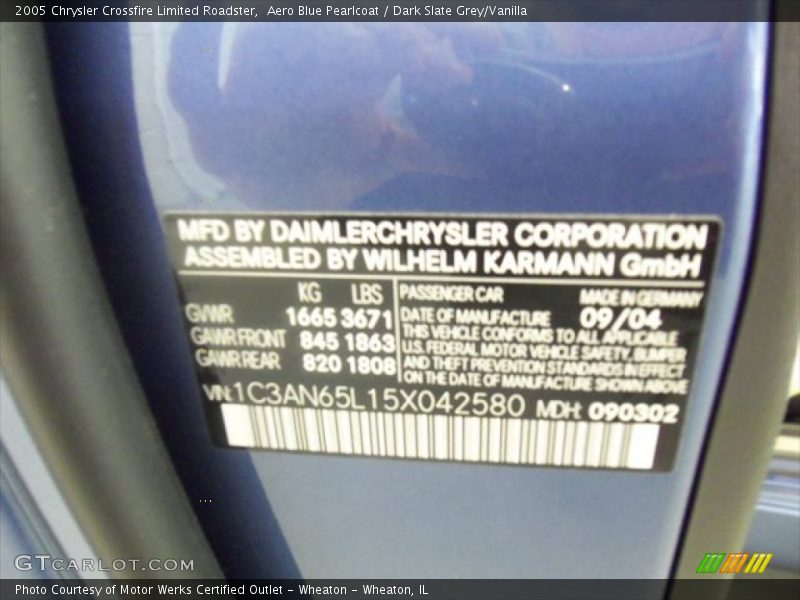 2005 Chrysler Crossfire Limited Roadster, Aero Blue Pearlcoat / Dark Slate Grey/Vanilla
MFD BY DAIMLERCHRYSLER CORPORATION
ASSEMBLED BY WILHELM KARMANN GmbH
KG LBS
GVWR 1665 3671
GAWR FRONT 845 1863
GAWR REAR 820 1808
PASSENGER CAR MADE IN GERMANY
DATE OF MANUFACTURE 09/04
THIS VEHICLE CONFORMS TO ALL APPLICABLE
U.S. FEDERAL MOTOR VEHICLE SAFETY, BUMPER
AND THEFT PREVENTION STANDARDS IN EFFECT
ON THE DATE OF MANUFACTURE SHOWN ABOVE
VIN: 1C3AN65L15X042580 MDH: 090302
GTCARLOT.COM
Photo Courtesy of Motor Werks Certified Outlet - Wheaton - Wheaton, IL